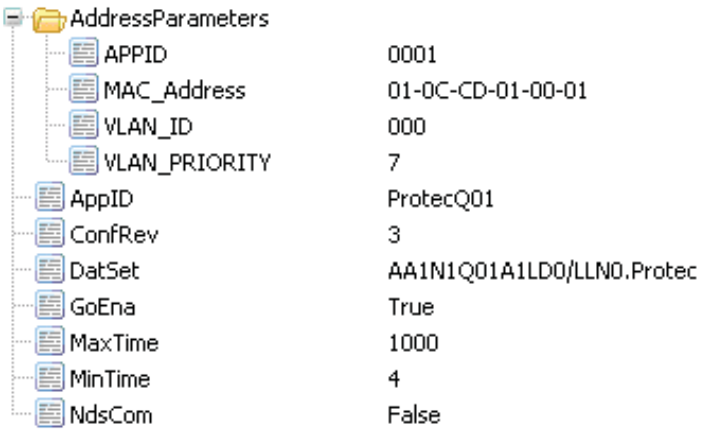 AddressParameters
APPID 0001
MAC_Address 01-0C-CD-01-00-01
VLAN_ID 000
VLAN_PRIORITY 7
AppID ProtecQ01
ConfRev 3
DatSet AA1N1Q01A1LD0/LLN0.Protec
GoEna True
MaxTime 1000
MinTime 4
NdsCom False